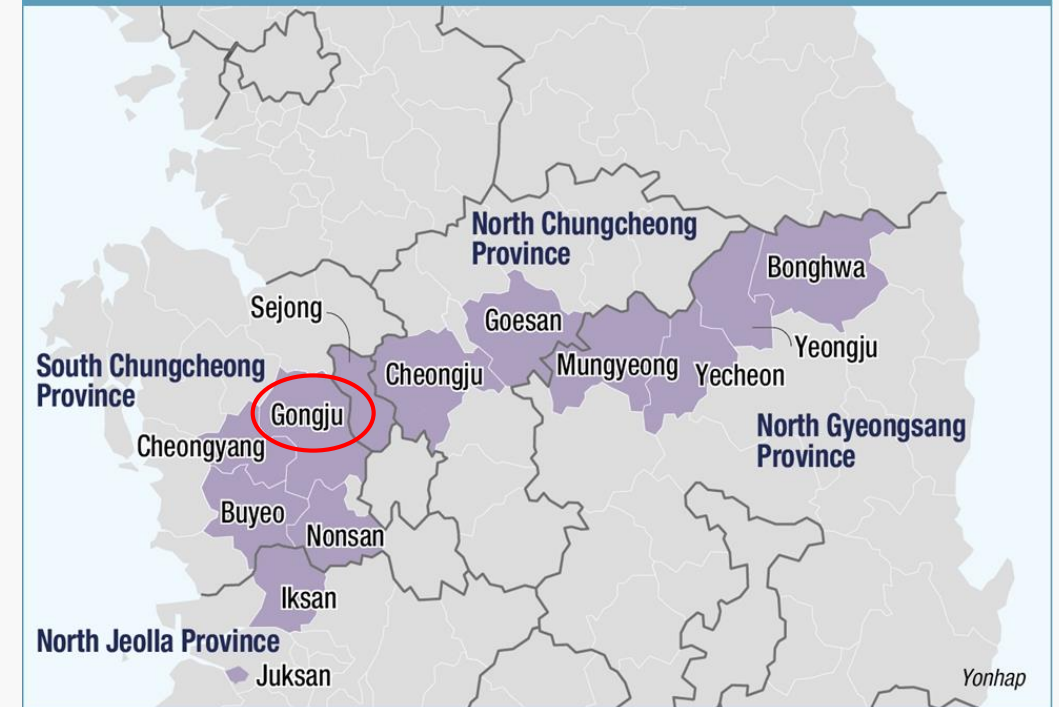 North Chungcheong
Province
Bonghwa
Sejong
Goesan
Yeongju
South Chungcheong
Province
Cheongju
Mungyeong
Yecheon
Gongju
North Gyeongsang
Province
Cheongyang
Buyeo
Nonsan
Iksan
North Jeolla Province
Juksan
Yonhap